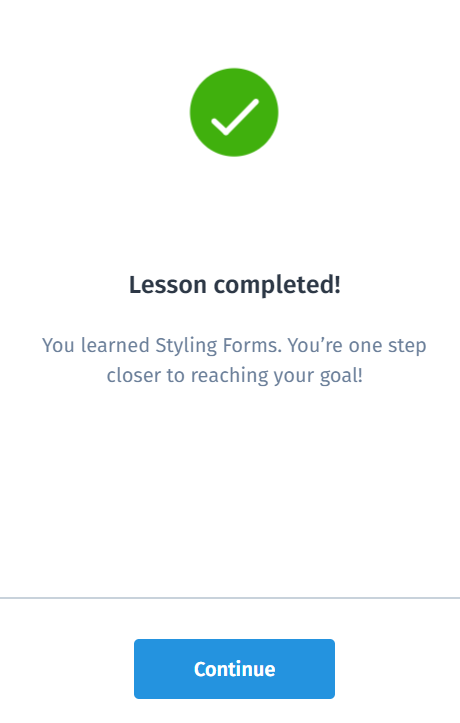 Lesson completed!
You learned Styling Forms. You’re one step
closer to reaching your goal!
Continue